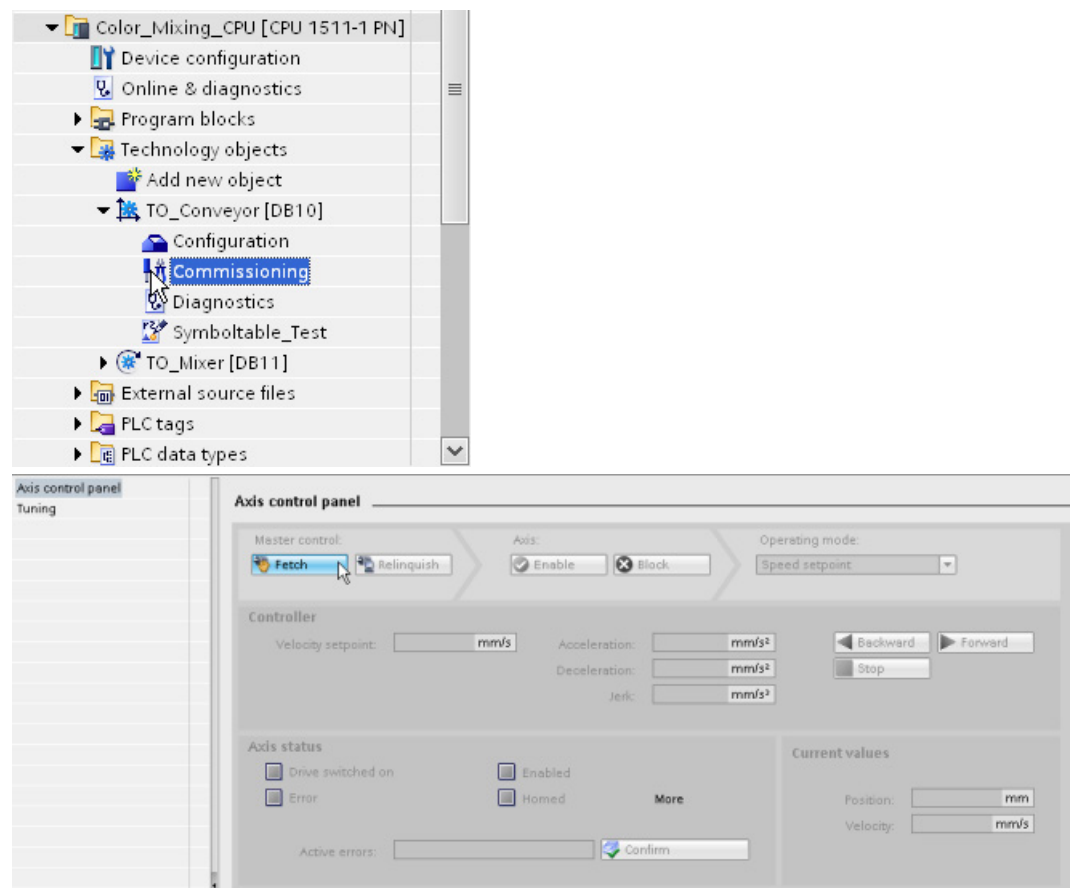 Color_Mixing_CPU [CPU 1511-1 PN]
Device configuration
Online & diagnostics
Program blocks
Technology objects
Add new object
TO_Conveyor [DB10]
Configuration
Commissioning
Diagnostics
Symboltable_Test
TO_Mixer [DB11]
External source files
PLC tags
PLC data types
Axis control panel
Tuning
Axis control panel
Master control: Axis: Operating mode:
Fetch Relinquish Enable Block Speed setpoint
Controller
Velocity setpoint: mm/s Acceleration: mm/s² Backward Forward
Deceleration: mm/s² Stop
Jerk: mm/s³
Axis status
Current values
Drive switched on Enabled
Error Homed More Position: mm
Velocity: mm/s
Active errors: Confirm